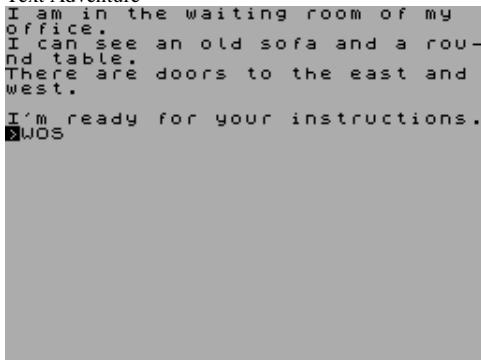 Text Adventure
I am in the waiting room of my
office.
I can see an old sofa and a rou-
nd table.
There are doors to the east and
west.
I'm ready for your instructions.
>WOS